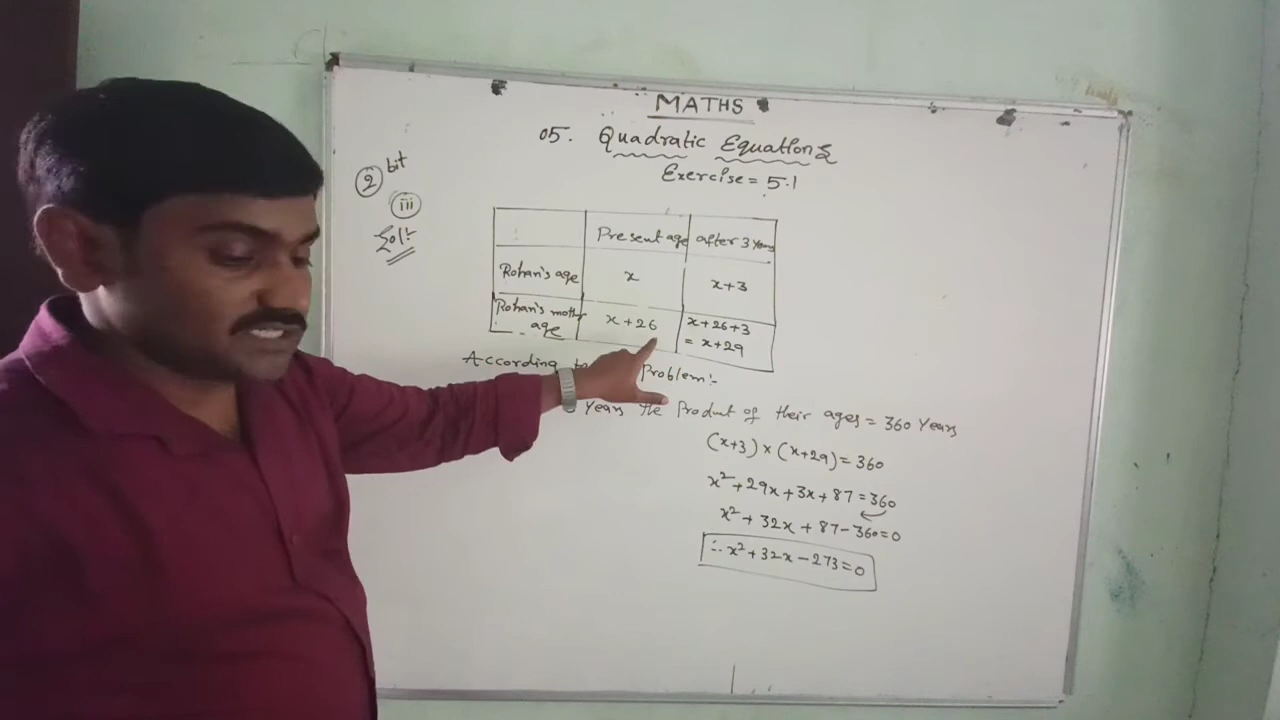 MATHS
05. Quadratic Equations
Exercise = 5.1
2 bit
iii
Sol:-
Present age after 3 years
Rohan's age x x+3
Rohan's mother age x+26 x+26+3
= x+29
According to Problem:-
Years the Product of their ages = 360 Years
(x+3) × (x+29) = 360
x²+29x+3x+87=360
x²+32x+87-360=0
∴ x²+32x-273=0